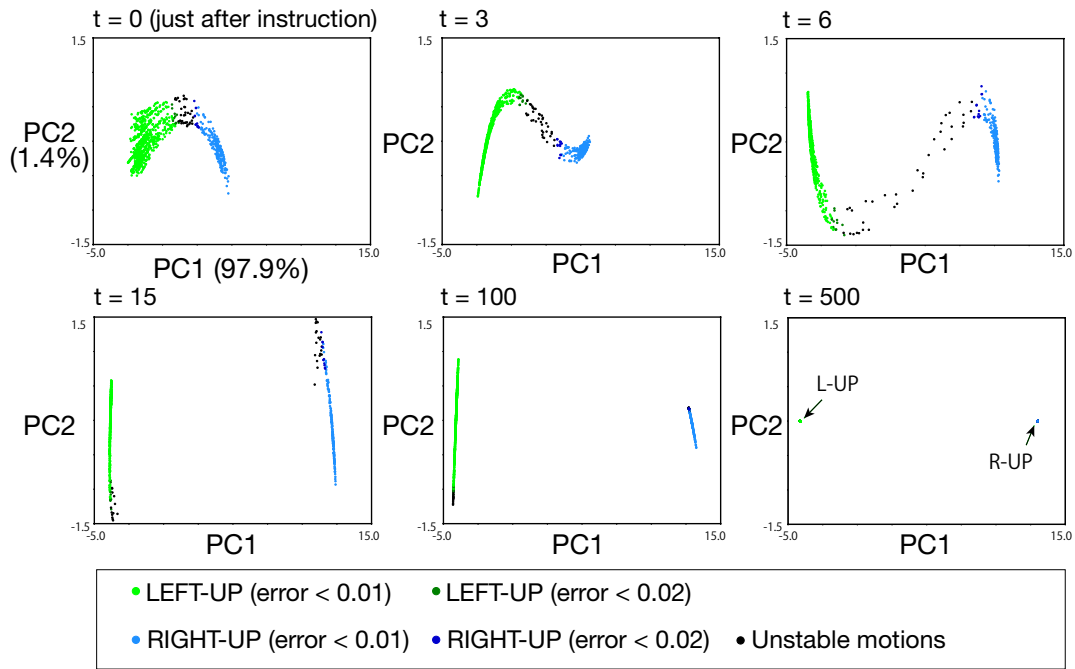 t = 0 (just after instruction)
t = 3
t = 6
1.5
1.5
1.5
PC2
(1.4%)
PC2
PC2
-1.5
-1.5
-1.5
-5.0
15.0
-5.0
15.0
-5.0
15.0
PC1 (97.9%)
PC1
PC1
t = 15
t = 100
t = 500
1.5
1.5
1.5
L-UP
PC2
PC2
PC2
R-UP
-1.5
-1.5
-1.5
-5.0
15.0
-5.0
15.0
-5.0
15.0
PC1
PC1
PC1
LEFT-UP (error < 0.01)
LEFT-UP (error < 0.02)
RIGHT-UP (error < 0.01)
RIGHT-UP (error < 0.02)
Unstable motions